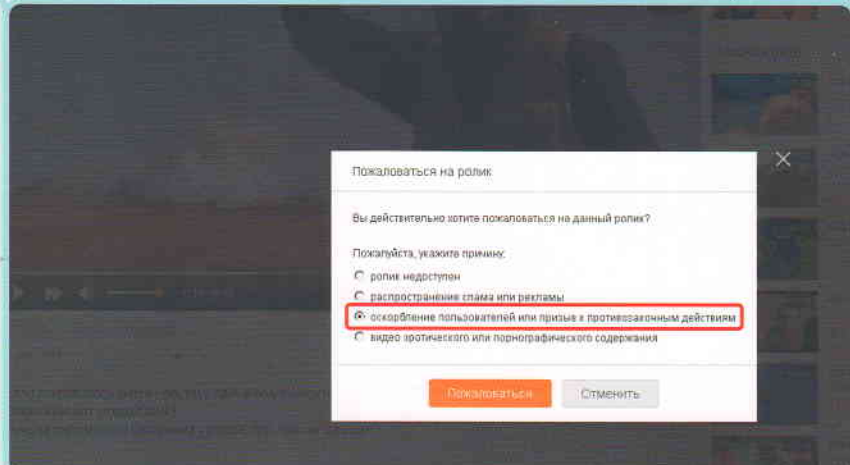 Пожаловаться на ролик
Вы действительно хотите пожаловаться на данный ролик?
Пожалуйста, укажите причину:
ролик недоступен
распространение спама или рекламы
оскорбление пользователей или призыв к противозаконным действиям
видео эротического или порнографического содержания
Пожаловаться
Отменить